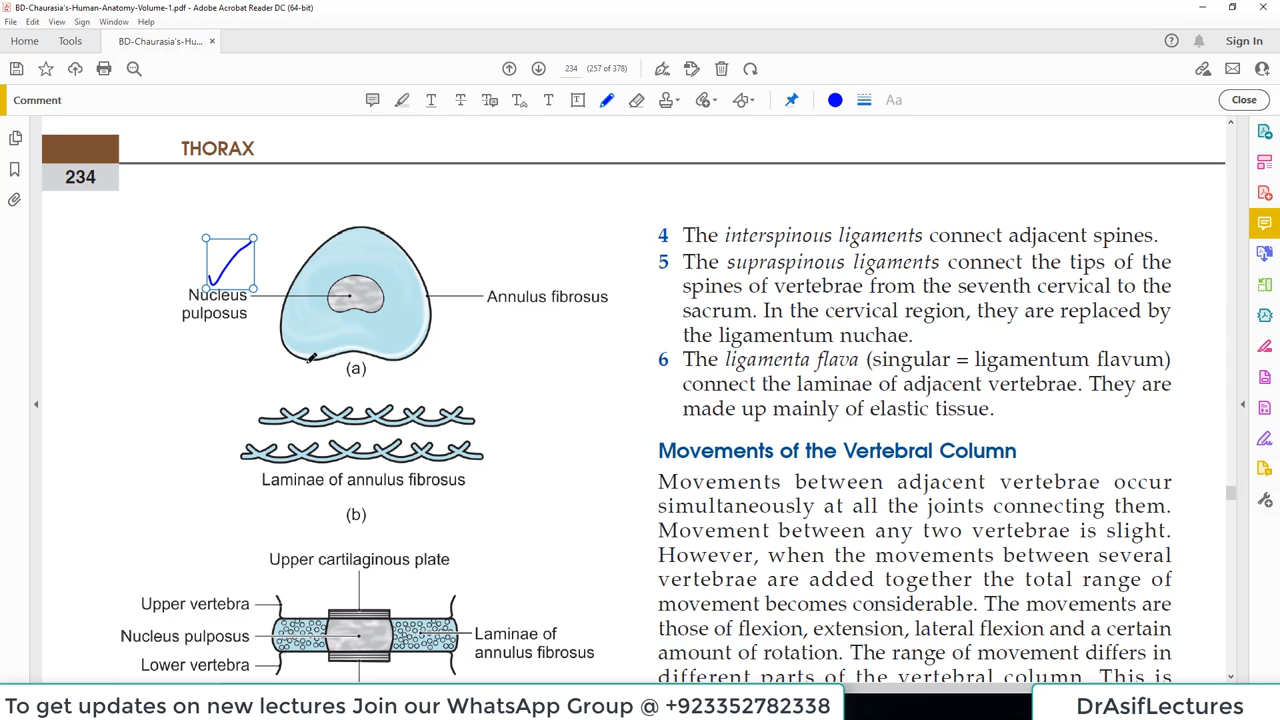 BD-Chaurasia's-Human-Anatomy-Volume-1.pdf - Adobe Acrobat Reader DC (64-bit)
File Edit View Sign Window Help
Home Tools BD-Chaurasia's-Hu... × Sign In
234 (257 of 378)
Comment Close
THORAX
234
Nucleus
pulposus
Annulus fibrosus
(a)
Laminae of annulus fibrosus
(b)
Upper cartilaginous plate
Upper vertebra
Nucleus pulposus
Lower vertebra
Laminae of
annulus fibrosus
4 The interspinous ligaments connect adjacent spines.
5 The supraspinous ligaments connect the tips of the
spines of vertebrae from the seventh cervical to the
sacrum. In the cervical region, they are replaced by
the ligamentum nuchae.
6 The ligamenta flava (singular = ligamentum flavum)
connect the laminae of adjacent vertebrae. They are
made up mainly of elastic tissue.
Movements of the Vertebral Column
Movements between adjacent vertebrae occur
simultaneously at all the joints connecting them.
Movement between any two vertebrae is slight.
However, when the movements between several
vertebrae are added together the total range of
movement becomes considerable. The movements are
those of flexion, extension, lateral flexion and a certain
amount of rotation. The range of movement differs in
different parts of the vertebral column. This is
To get updates on new lectures Join our WhatsApp Group @ +923352782338
DrAsifLectures